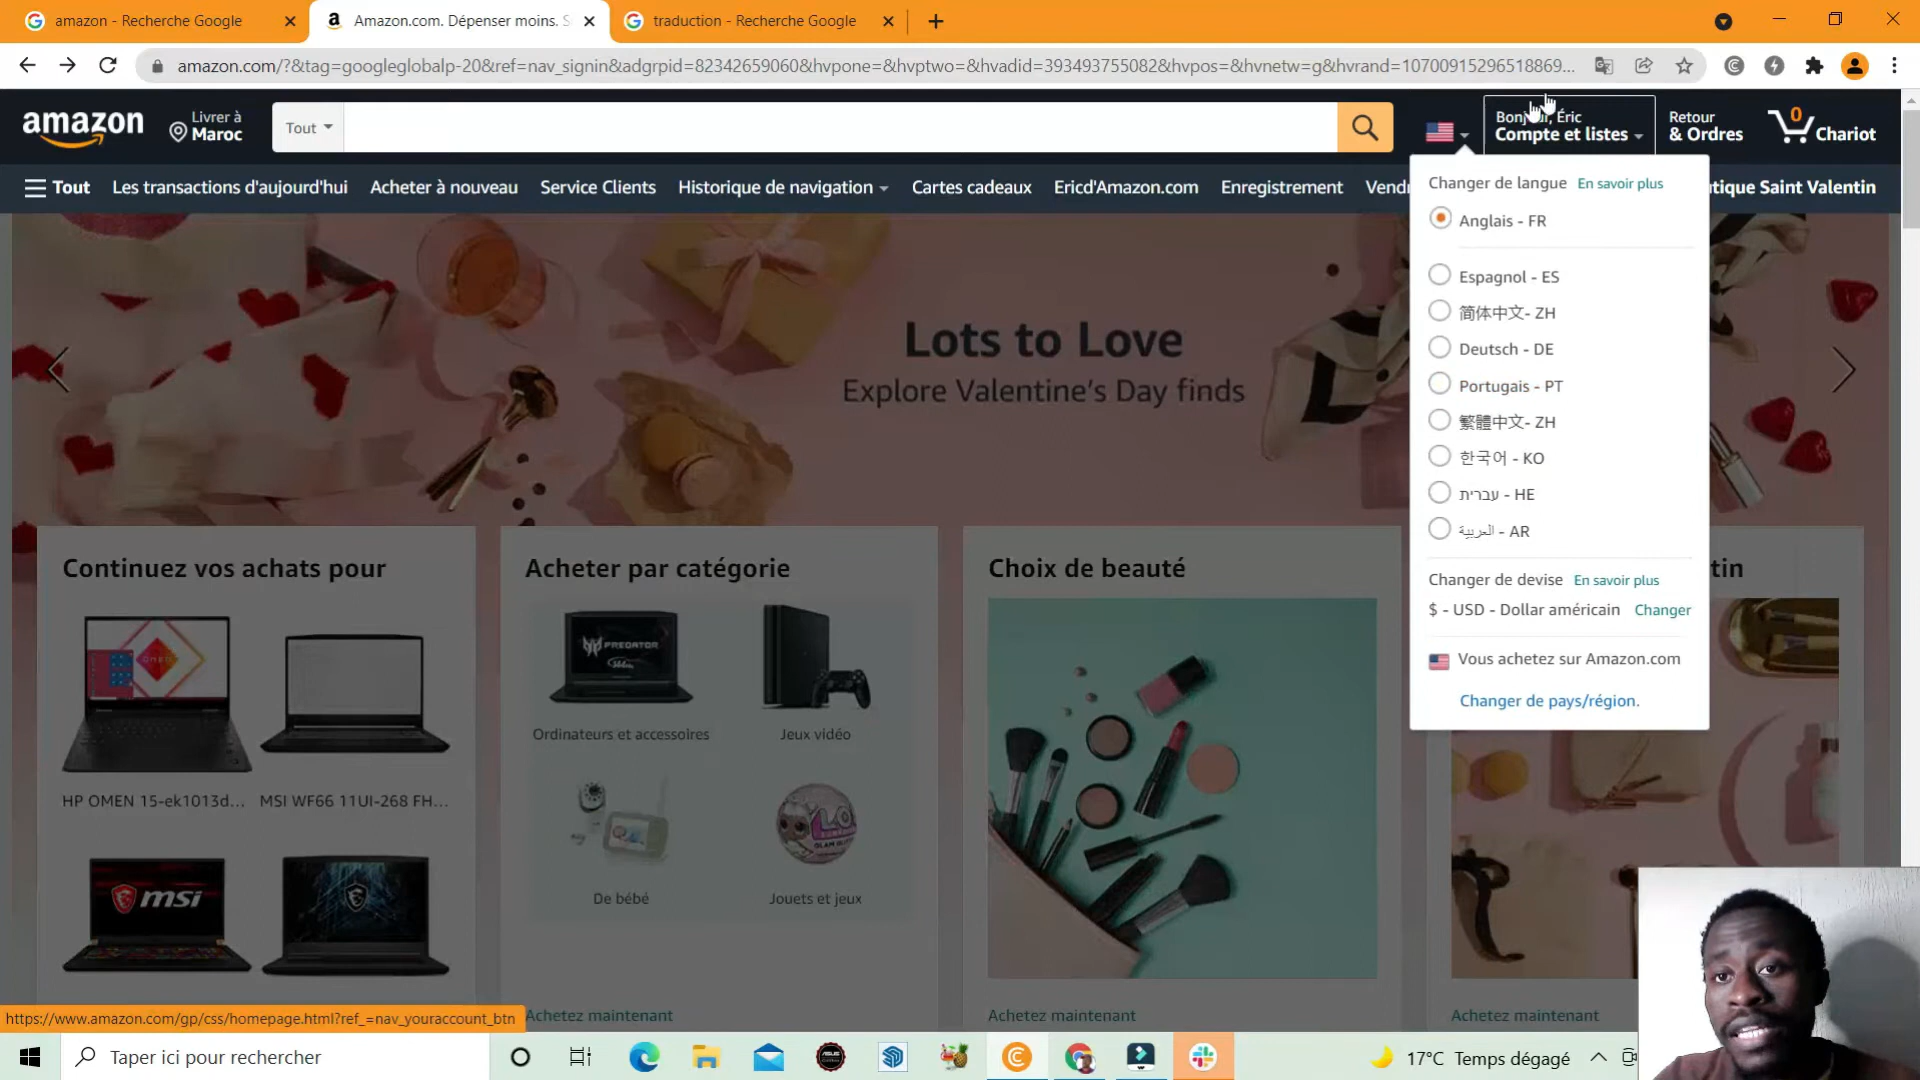 amazon - Recherche Google
Amazon.com. Dépenser moins. S
traduction - Recherche Google
amazon.com/?&tag=googleglobalp-20&ref=nav_signin&adgrpid=82342659060&hvpone=&hvptwo=&hvadid=393493755082&hvpos=&hvnetw=g&hvrand=10700915296518869...
amazon
Livrer à
Maroc
Tout
Éric
Compte et listes
Retour
& Ordres
0
Chariot
Tout
Les transactions d'aujourd'hui
Acheter à nouveau
Service Clients
Historique de navigation
Cartes cadeaux
Ericd'Amazon.com
Enregistrement
Vend
tique Saint Valentin
Changer de langue En savoir plus
Anglais - FR
Espagnol - ES
简体中文- ZH
Deutsch - DE
Portugais - PT
繁體中文- ZH
한국어 - KO
עברית - HE
العربية - AR
Changer de devise En savoir plus
$ - USD - Dollar américain Changer
Vous achetez sur Amazon.com
Changer de pays/région.
Lots to Love
Explore Valentine's Day finds
Continuez vos achats pour
HP OMEN 15-ek1013d...
MSI WF66 11UI-268 FH...
msi
Acheter par catégorie
PREDATOR
Ordinateurs et accessoires
Jeux vidéo
De bébé
Jouets et jeux
Achetez maintenant
Choix de beauté
Achetez maintenant
tin
Achetez maintenant
https://www.amazon.com/gp/css/homepage.html?ref_=nav_youraccount_btn
Taper ici pour rechercher
17°C Temps dégagé